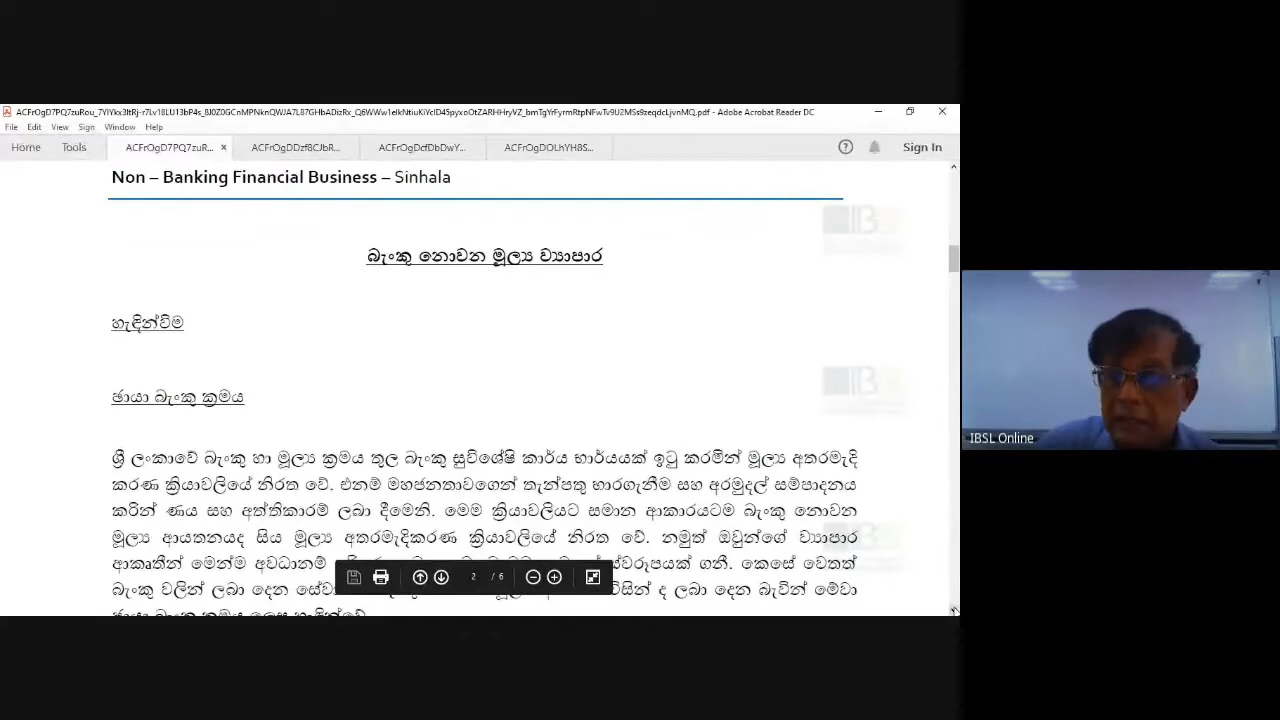 Adobe Acrobat Reader DC
File Edit View Sign Window Help
Home Tools ACFrOgD7PQ7zuR... × ACFrOgDDzf8CJbR... ACFrOgDcfDbDwY... ACFrOgDOLhYH8S... Sign In
Non – Banking Financial Business – Sinhala
බැංකු නොවන මූල්‍ය ව්‍යාපාර
හැඳින්වීම
ඡායා බැංකු ක්‍රමය
ශ්‍රී ලංකාවේ බැංකු හා මූල්‍ය ක්‍රමය තුල බැංකු සුවිශේෂි කාර්ය භාර්යයක් ඉටු කරමින් මූල්‍ය අතරමැදි
කරණ ක්‍රියාවලියේ නිරත වේ. එනම් මහජනතාවගෙන් තැන්පතු භාරගැනීම සහ අරමුදල් සම්පාදනය
කරින් ණය සහ අත්තිකාරම් ලබා දීමෙනි. මෙම ක්‍රියාවලියට සමාන ආකාරයටම බැංකු නොවන
මූල්‍ය ආයතනයද සිය මූල්‍ය අතරමැදිකරණ ක්‍රියාවලියේ නිරත වේ. නමුත් ඔවුන්ගේ ව්‍යාපාර
ආකෘතීන් මෙන්ම අවධානම් ස්වරූපයක් ගනී. කෙසේ වෙතත්
බැංකු වලින් ලබා දෙන සේවා විසින් ද ලබා දෙන බැවින් මේවා
ඡායා බැංකු ක්‍රමය ලෙස හැඳින්වේ.
2 / 6
IBSL Online